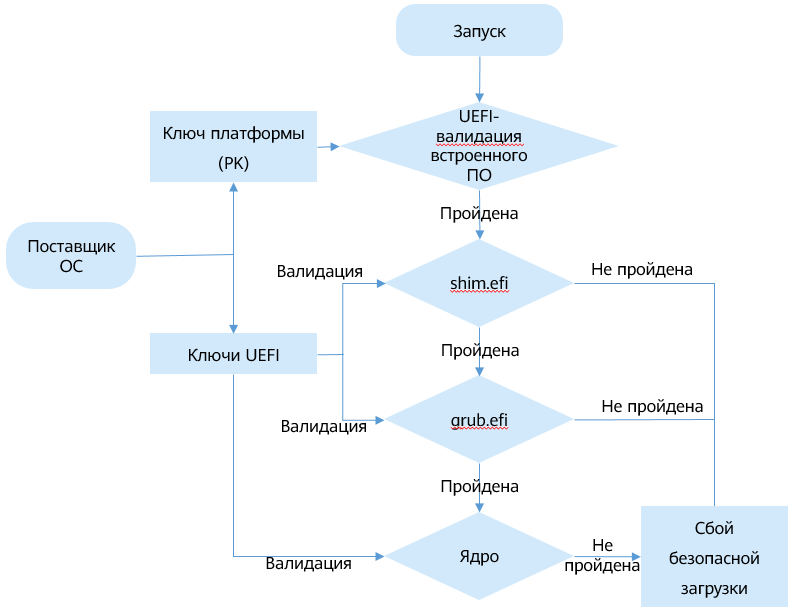 Запуск
UEFI-
валидация
встроенного
ПО
Ключ платформы
(PK)
Пройдена
Поставщик
ОС
Валидация
shim.efi
Не пройдена
Ключи UEFI
Пройдена
Валидация
grub.efi
Не пройдена
Пройдена
Валидация
Ядро
Не
пройдена
Сбой
безопасной
загрузки